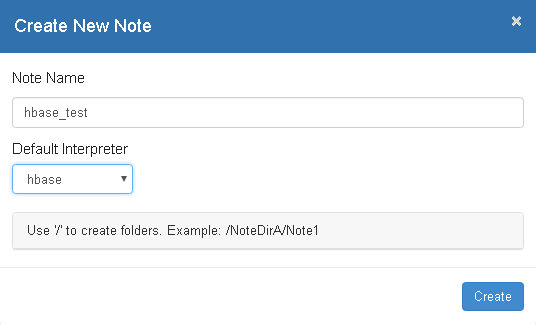 Create New Note ×
Note Name
hbase_test
Default Interpreter
hbase
Use '/' to create folders. Example: /NoteDirA/Note1
Create